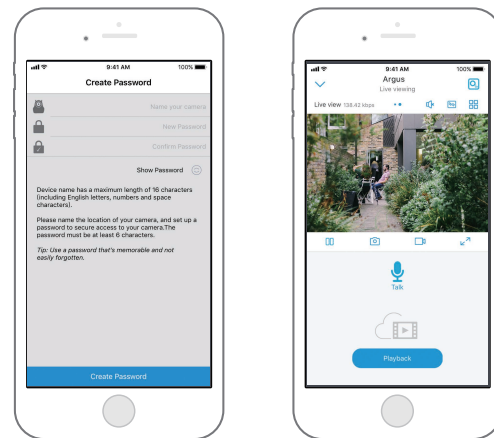 9:41 AM 100%
Create Password
Name your camera
New Password
Confirm Password
Show Password
Device name has a maximum length of 16 characters
(including English letters, numbers and space
characters).
Please name the location of your camera, and set up a
password to secure access to your camera.The
password must be at least 6 characters.
Tip: Use a password that's memorable and not
easily forgotten.
Create Password
9:41 AM 100%
Argus
Live viewing
Live view 138.42 kbps
Talk
Playback